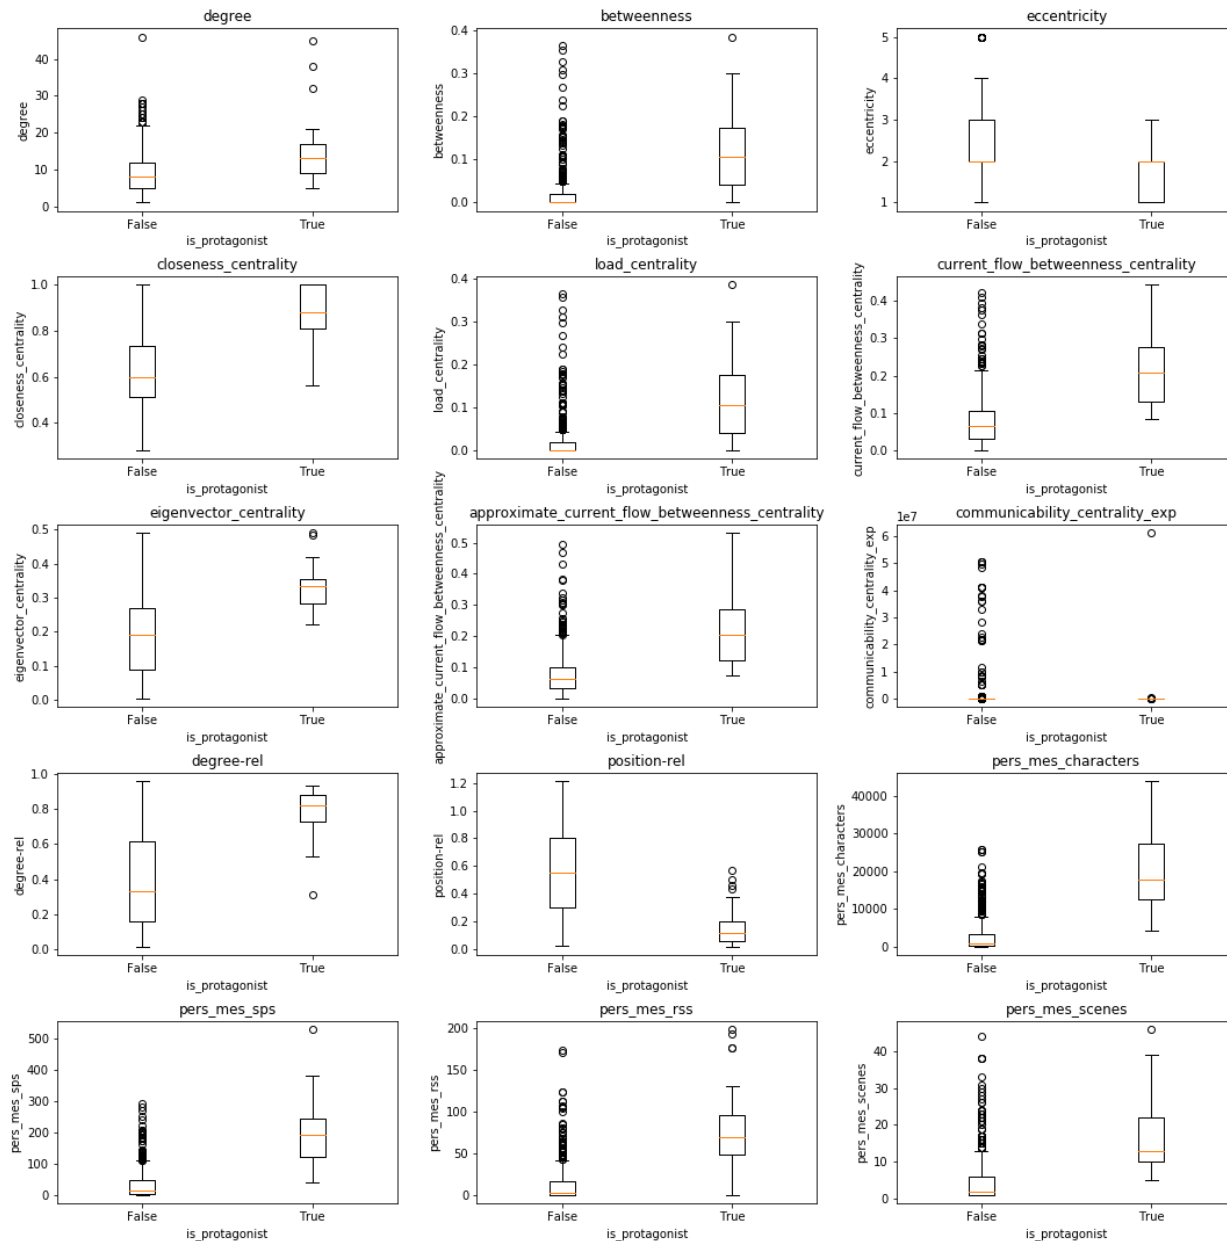 degree
betweenness
eccentricity
degree
40
30
20
10
0
False
True
is_protagonist
betweenness
0.4
0.3
0.2
0.1
0.0
False
True
is_protagonist
eccentricity
5
4
3
2
1
False
True
is_protagonist
closeness_centrality
load_centrality
current_flow_betweenness_centrality
closeness_centrality
1.0
0.8
0.6
0.4
False
True
is_protagonist
load_centrality
0.4
0.3
0.2
0.1
0.0
False
True
is_protagonist
current_flow_betweenness_centrality
0.4
0.3
0.2
0.1
0.0
False
True
is_protagonist
eigenvector_centrality
approximate_current_flow_betweenness_centrality
communicability_centrality_exp
eigenvector_centrality
0.5
0.4
0.3
0.2
0.1
0.0
False
True
is_protagonist
approximate_current_flow_betweenness_centrality
0.5
0.4
0.3
0.2
0.1
0.0
False
True
is_protagonist
communicability_centrality_exp
1e7
6
5
4
3
2
1
0
False
True
is_protagonist
degree-rel
position-rel
pers_mes_characters
degree-rel
1.0
0.8
0.6
0.4
0.2
0.0
False
True
is_protagonist
position-rel
1.2
1.0
0.8
0.6
0.4
0.2
0.0
False
True
is_protagonist
pers_mes_characters
40000
30000
20000
10000
0
False
True
is_protagonist
pers_mes_sps
pers_mes_rss
pers_mes_scenes
pers_mes_sps
500
400
300
200
100
0
False
True
is_protagonist
pers_mes_rss
200
150
100
50
0
False
True
is_protagonist
pers_mes_scenes
40
30
20
10
0
False
True
is_protagonist